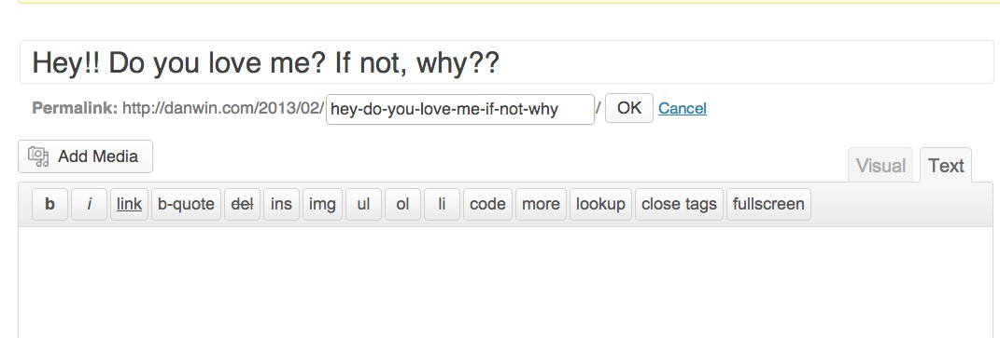 Hey!! Do you love me? If not, why??
Permalink: http://danwin.com/2013/02/hey-do-you-love-me-if-not-why/ OK Cancel
Add Media
Visual Text
b i link b-quote del ins img ul ol li code more lookup close tags fullscreen